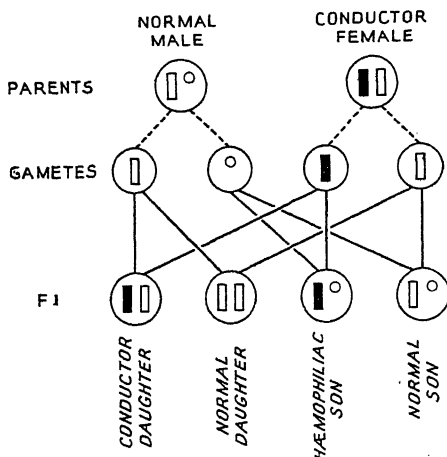 NORMAL
MALE
CONDUCTOR
FEMALE
PARENTS
GAMETES
F1
CONDUCTOR
DAUGHTER
NORMAL
DAUGHTER
HÆMOPHILIAC
SON
NORMAL
SON